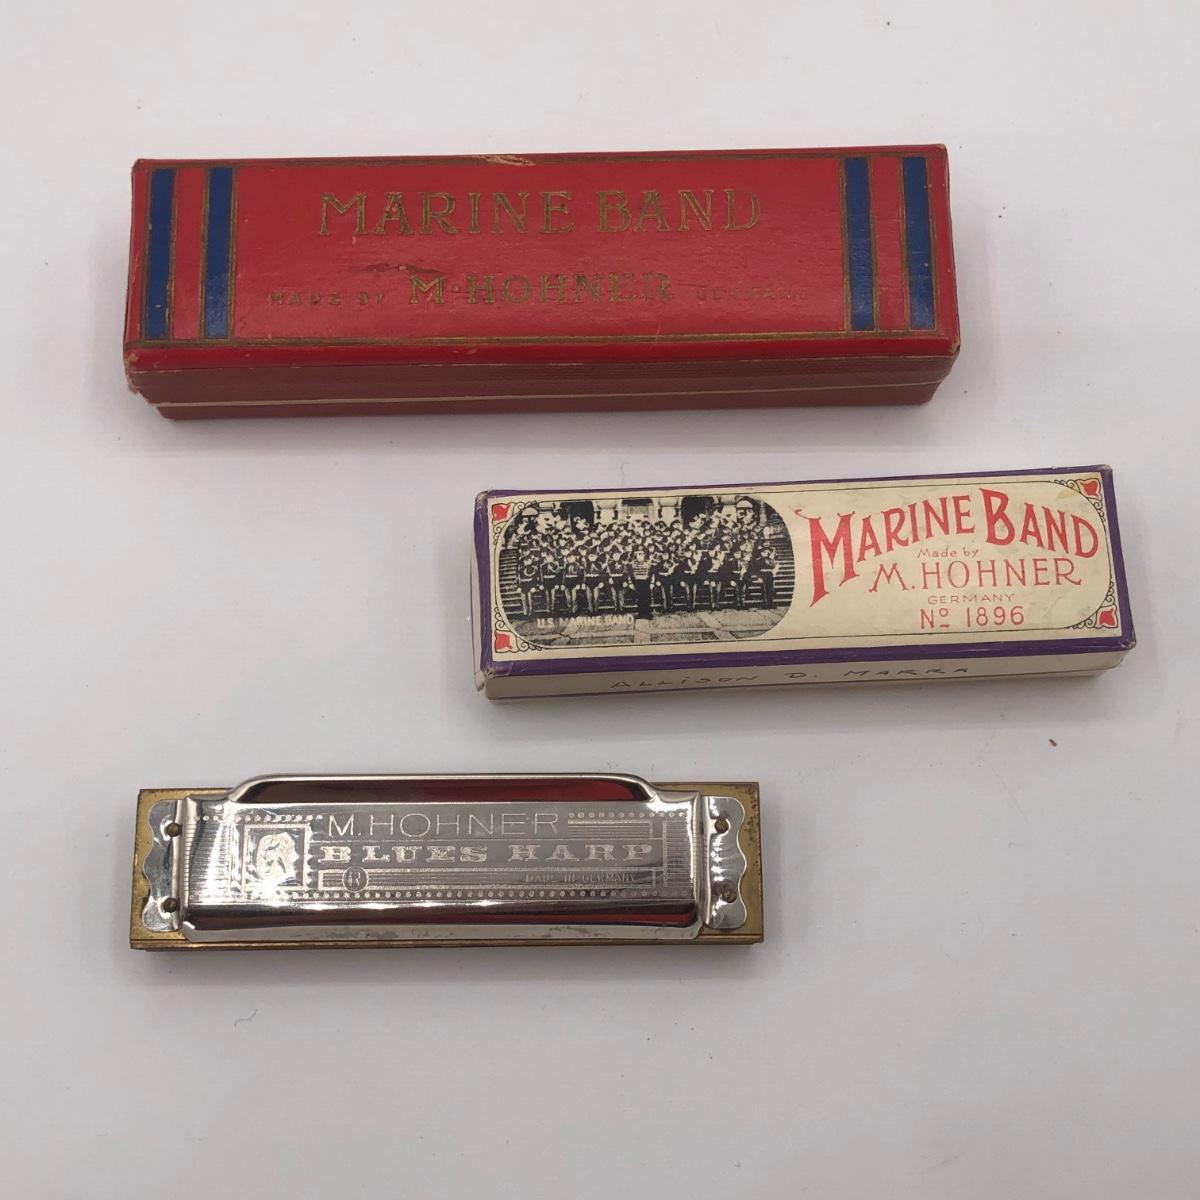 MARINE BAND
MADE BY M. HOHNER GERMANY
U.S. MARINE BAND
MARINE BAND
Made by
M. HOHNER
GERMANY
Nº 1896
ALLISON D. MARRA
M. HOHNER
BLUES HARP
R MADE IN GERMANY